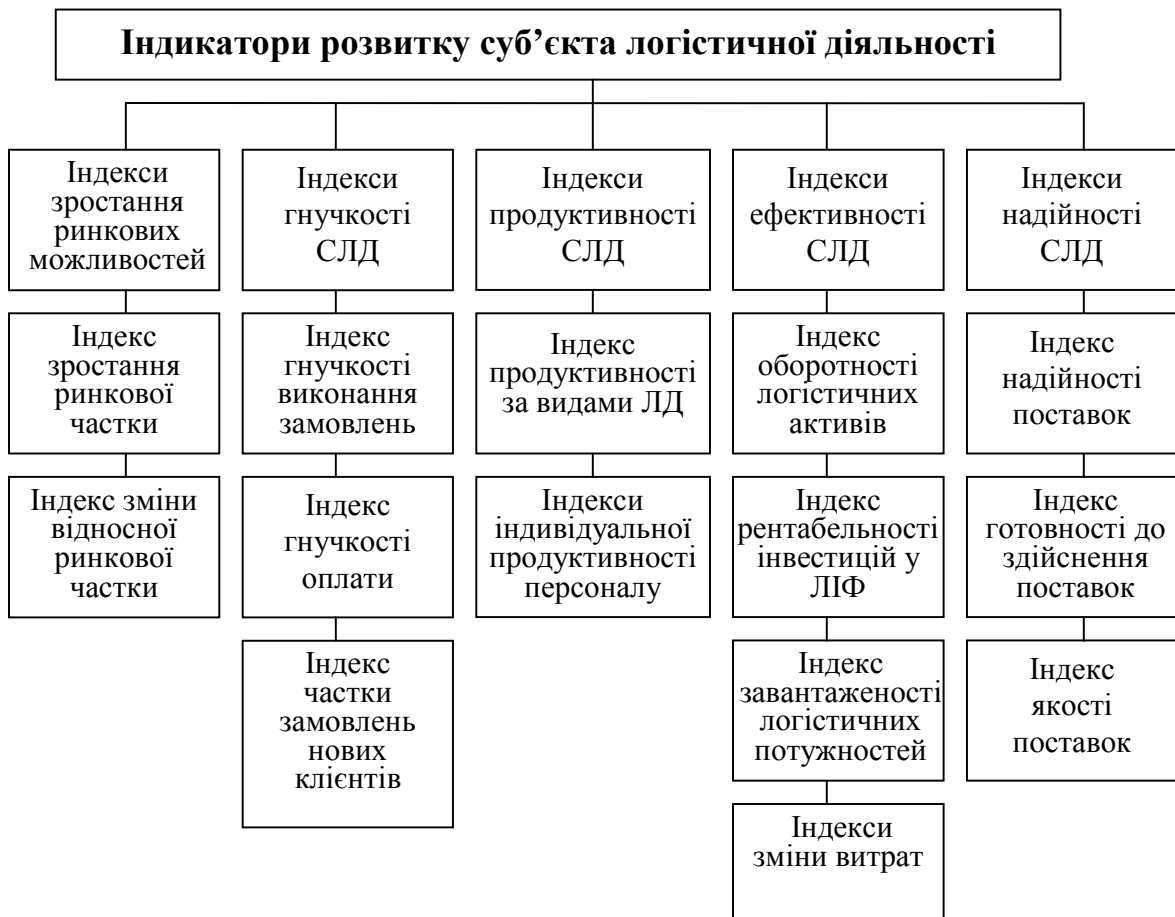 Індикатори розвитку суб’єкта логістичної діяльності
Індекси
зростання
ринкових
можливостей
Індекс
зростання
ринкової
частки
Індекс зміни
відносної
ринкової
частки
Індекси
гнучкості
СЛД
Індекс
гнучкості
виконання
замовлень
Індекс
гнучкості
оплати
Індекс
частки
замовлень
нових
клієнтів
Індекси
продуктивності
СЛД
Індекс
продуктивності
за видами ЛД
Індекси
індивідуальної
продуктивності
персоналу
Індекси
ефективності
СЛД
Індекс
оборотності
логістичних
активів
Індекс
рентабельності
інвестицій у
ЛІФ
Індекс
завантаженості
логістичних
потужностей
Індекси
зміни витрат
Індекси
надійності
СЛД
Індекс
надійності
поставок
Індекс
готовності до
здійснення
поставок
Індекс
якості
поставок